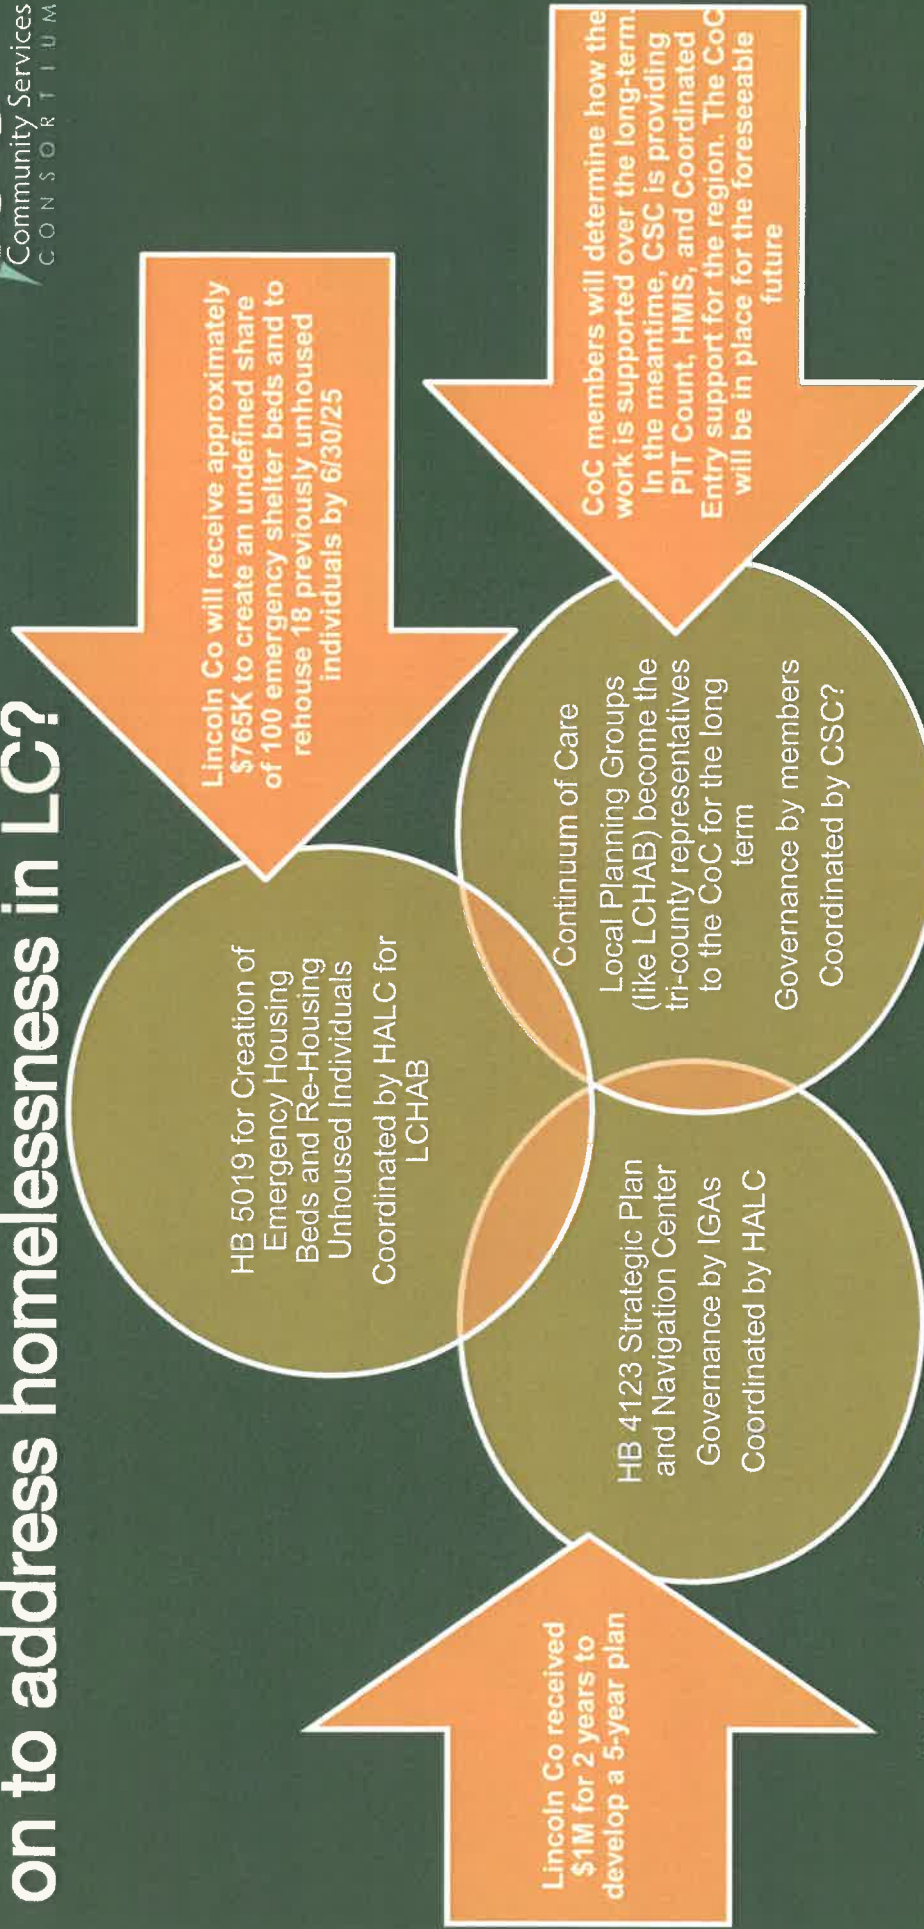 on to address homelessness in LC?
Community Services
CONSORTIUM
Lincoln Co will receive approximately
$765K to create an undefined share
of 100 emergency shelter beds and to
rehouse 18 previously unhoused
individuals by 6/30/25
HB 5019 for Creation of
Emergency Housing
Beds and Re-Housing
Unhoused Individuals
Coordinated by HALC for
LCHAB
Lincoln Co received
$1M for 2 years to
develop a 5-year plan
HB 4123 Strategic Plan
and Navigation Center
Governance by IGAs
Coordinated by HALC
Continuum of Care
Local Planning Groups
(like LCHAB) become the
tri-county representatives
to the CoC for the long
term
Governance by members
Coordinated by CSC?
CoC members will determine how the
work is supported over the long-term.
In the meantime, CSC is providing
PIT Count, HMIS, and Coordinated
Entry support for the region. The CoC
will be in place for the foreseeable
future